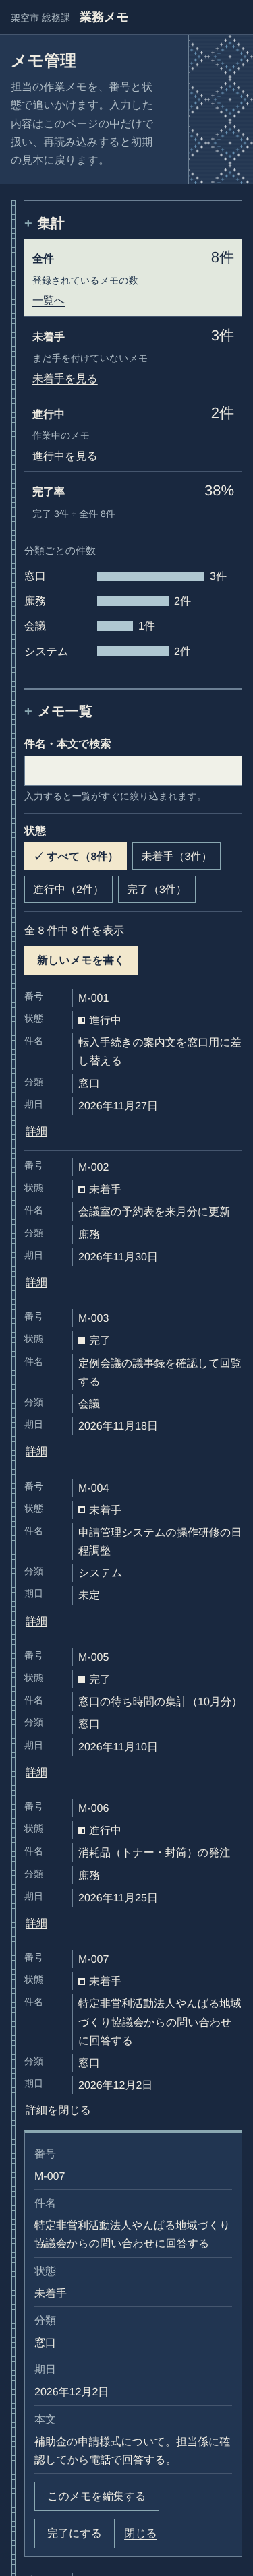 架空市 総務課 業務メモ
メモ管理
担当の作業メモを、番号と状
態で追いかけます。入力した
内容はこのページの中だけで
扱い、再読み込みすると初期
の見本に戻ります。
+ 集計
全件 8件
登録されているメモの数
一覧へ
未着手 3件
まだ手を付けていないメモ
未着手を見る
進行中 2件
作業中のメモ
進行中を見る
完了率 38%
完了 3件 ÷ 全件 8件
分類ごとの件数
窓口 3件
庶務 2件
会議 1件
システム 2件
+ メモ一覧
件名・本文で検索
入力すると一覧がすぐに絞り込まれます。
状態
✓ すべて（8件） 未着手（3件）
進行中（2件） 完了（3件）
全 8 件中 8 件を表示
新しいメモを書く
番号 M-001
状態 進行中
件名 転入手続きの案内文を窓口用に差
し替える
分類 窓口
期日 2026年11月27日
詳細
番号 M-002
状態 未着手
件名 会議室の予約表を来月分に更新
分類 庶務
期日 2026年11月30日
詳細
番号 M-003
状態 完了
件名 定例会議の議事録を確認して回覧
する
分類 会議
期日 2026年11月18日
詳細
番号 M-004
状態 未着手
件名 申請管理システムの操作研修の日
程調整
分類 システム
期日 未定
詳細
番号 M-005
状態 完了
件名 窓口の待ち時間の集計（10月分）
分類 窓口
期日 2026年11月10日
詳細
番号 M-006
状態 進行中
件名 消耗品（トナー・封筒）の発注
分類 庶務
期日 2026年11月25日
詳細
番号 M-007
状態 未着手
件名 特定非営利活動法人やんばる地域
づくり協議会からの問い合わせ
に回答する
分類 窓口
期日 2026年12月2日
詳細を閉じる
番号
M-007
件名
特定非営利活動法人やんばる地域づくり
協議会からの問い合わせに回答する
状態
未着手
分類
窓口
期日
2026年12月2日
本文
補助金の申請様式について。担当係に確
認してから電話で回答する。
このメモを編集する
完了にする 閉じる